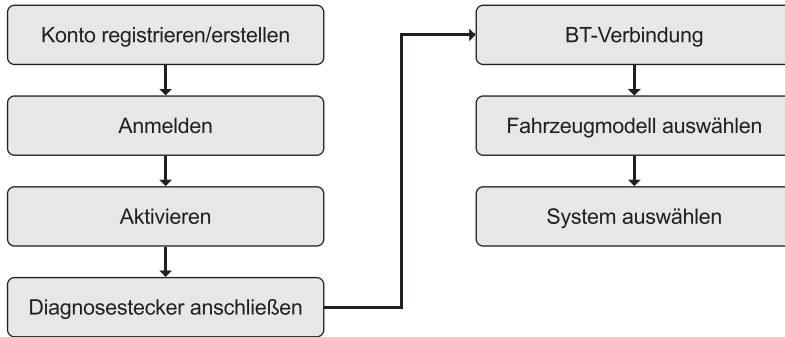 Konto registrieren/erstellen
Anmelden
Aktivieren
Diagnosestecker anschließen
BT-Verbindung
Fahrzeugmodell auswählen
System auswählen